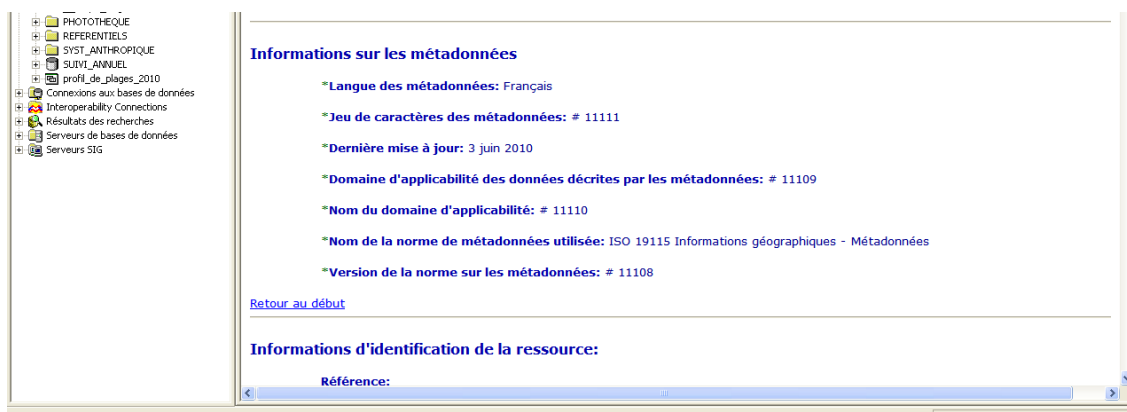 PHOTOTHEQUE
REFERENTIELS
SYST_ANTHROPIQUE
SUIVI_ANNUEL
profil_de_plages_2010
Connexions aux bases de données
Interoperability Connections
Résultats des recherches
Serveurs de bases de données
Serveurs SIG
Informations sur les métadonnées
*Langue des métadonnées: Français
*Jeu de caractères des métadonnées: # 11111
*Dernière mise à jour: 3 juin 2010
*Domaine d'applicabilité des données décrites par les métadonnées: # 11109
*Nom du domaine d'applicabilité: # 11110
*Nom de la norme de métadonnées utilisée: ISO 19115 Informations géographiques - Métadonnées
*Version de la norme sur les métadonnées: # 11108
Retour au début
Informations d'identification de la ressource:
Référence: